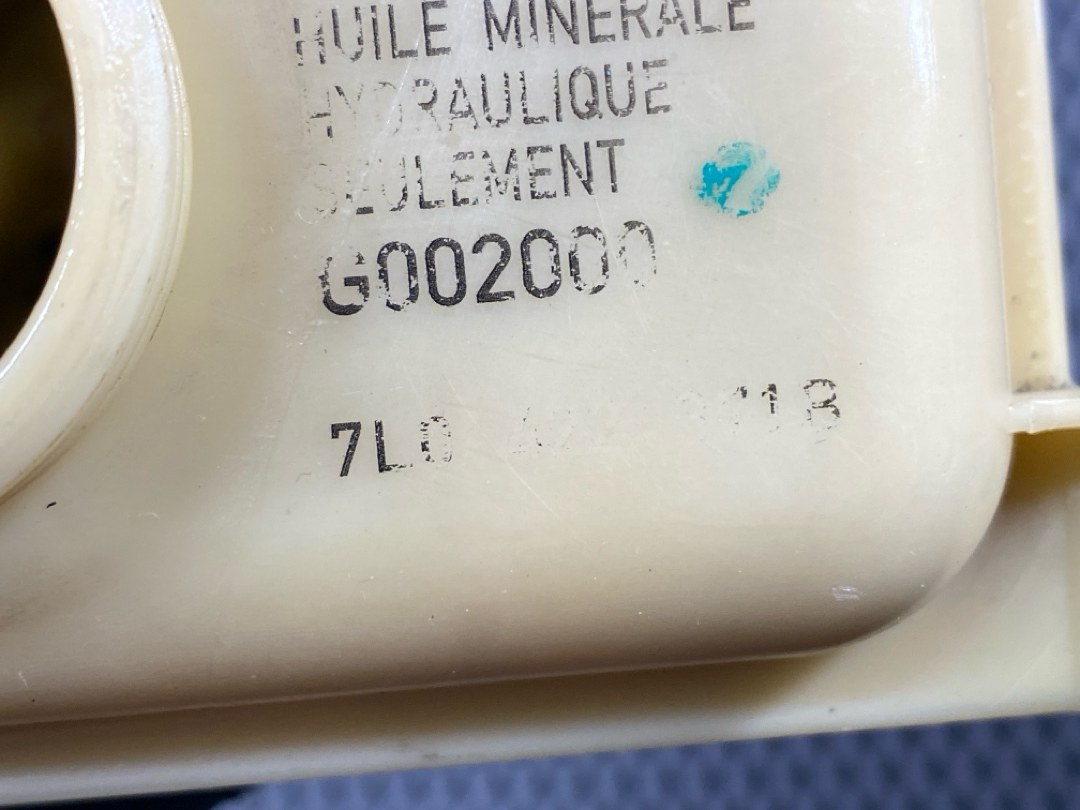 HUILE MINERALE
HYDRAULIQUE
SEULEMENT
G002000
7L0